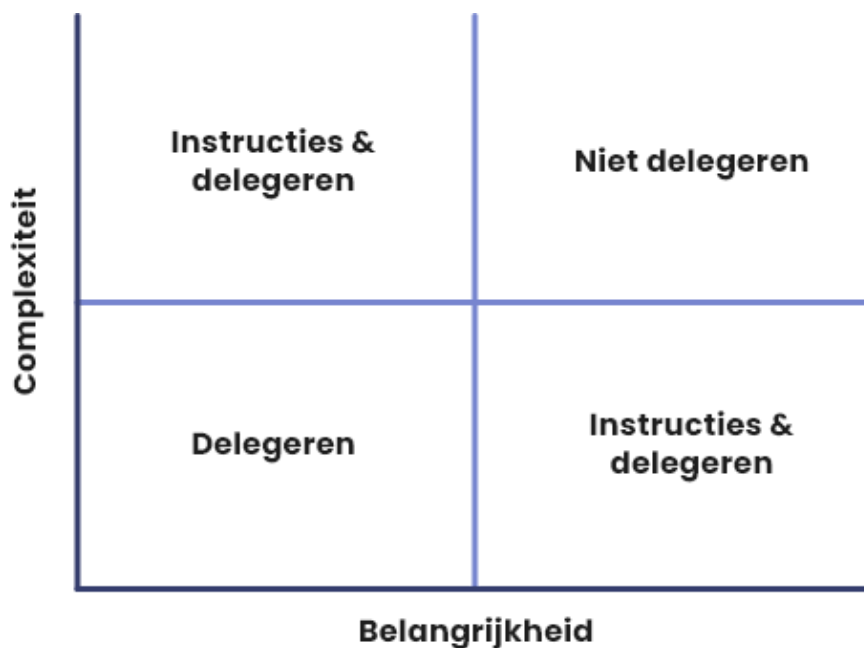 Instructies &
delegeren
Niet delegeren
Complexiteit
Delegeren
Instructies &
delegeren
Belangrijkheid